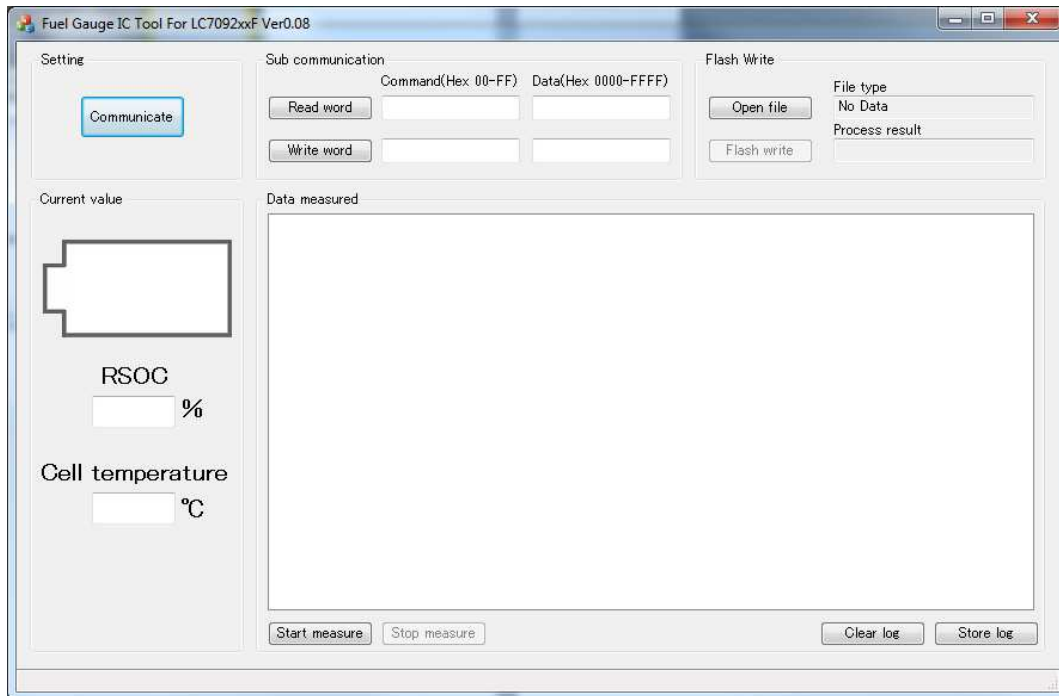 Fuel Gauge IC Tool For LC7092xxF Ver0.08
Setting
Communicate
Sub communication
Command(Hex 00-FF) Data(Hex 0000-FFFF)
Read word
Write word
Flash Write
File type
Open file
No Data
Process result
Flash write
Current value
RSOC
%
Cell temperature
℃
Data measured
Start measure
Stop measure
Clear log
Store log